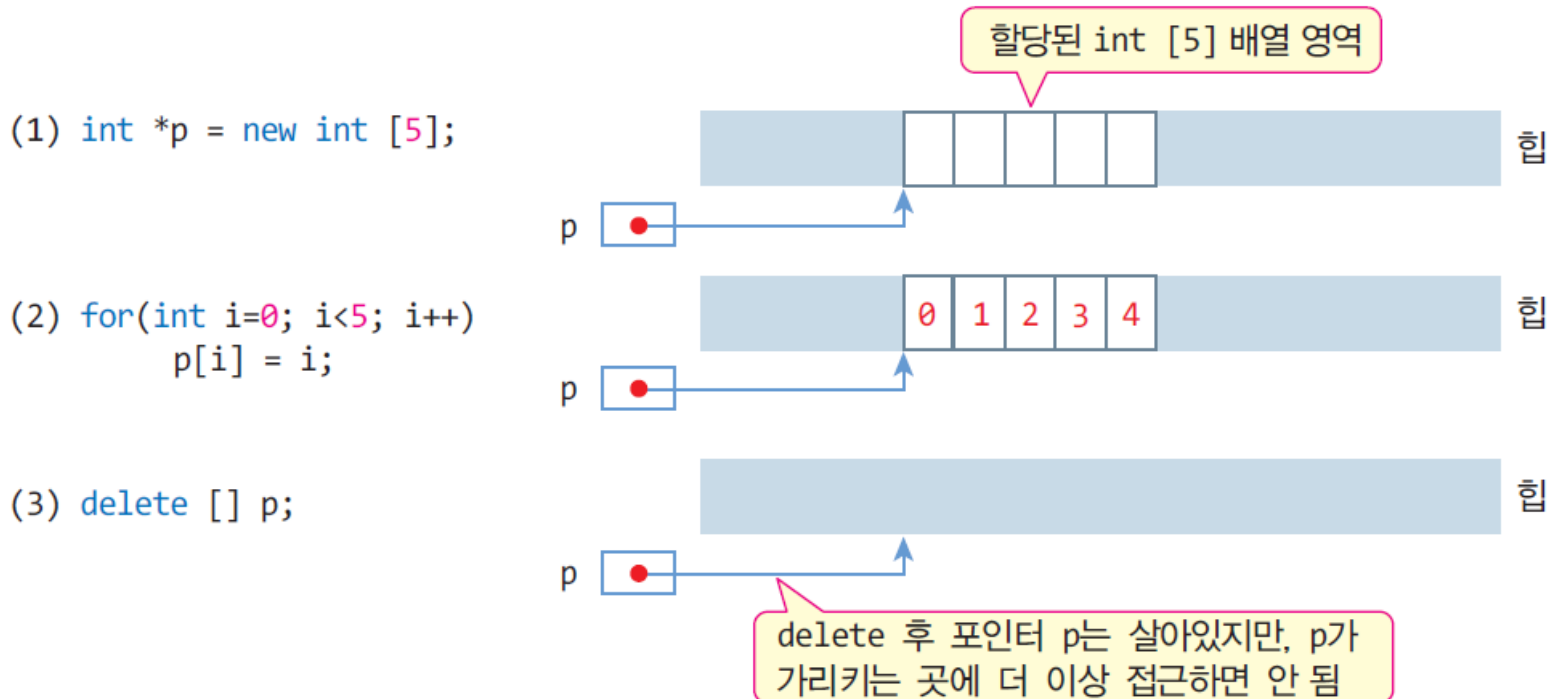 할당된 int [5] 배열 영역
(1) int *p = new int [5];
힙
p
(2) for(int i=0; i<5; i++)
p[i] = i;
0 1 2 3 4
힙
p
(3) delete [] p;
힙
p
delete 후 포인터 p는 살아있지만, p가
가리키는 곳에 더 이상 접근하면 안 됨